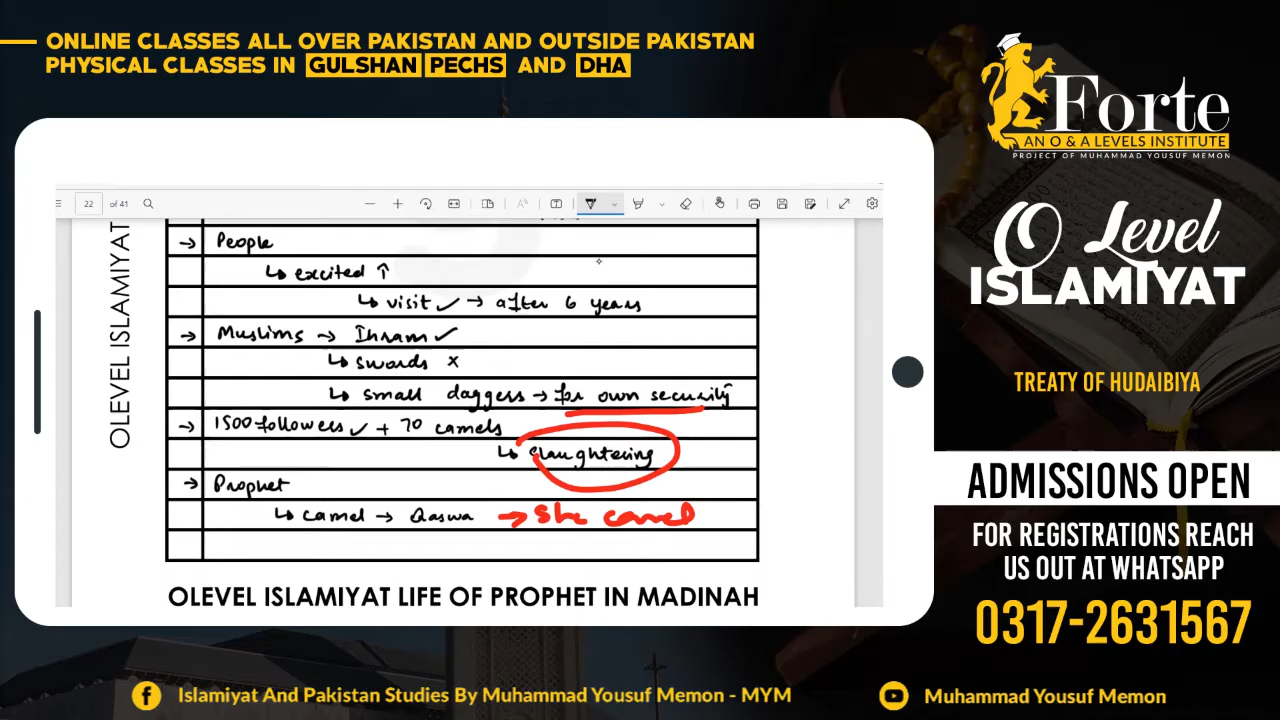 ONLINE CLASSES ALL OVER PAKISTAN AND OUTSIDE PAKISTAN
PHYSICAL CLASSES IN GULSHAN PECHS AND DHA
Forte
AN O & A LEVELS INSTITUTE
PROJECT OF MUHAMMAD YOUSUF MEMON
O Level
ISLAMIYAT
TREATY OF HUDAIBIYA
ADMISSIONS OPEN
FOR REGISTRATIONS REACH
US OUT AT WHATSAPP
0317-2631567
22 of 41
OLEVEL ISLAMIYAT
→ People
↳ excited ↑
↳ visit ✓ → after 6 years
→ Muslims → Ihram ✓
↳ swords x
↳ small daggers → for own security
→ 1500 followers ✓ + 70 camels
↳ slaughtering
→ Prophet
↳ camel → Qaswa → She camel
OLEVEL ISLAMIYAT LIFE OF PROPHET IN MADINAH
Islamiyat And Pakistan Studies By Muhammad Yousuf Memon - MYM
Muhammad Yousuf Memon